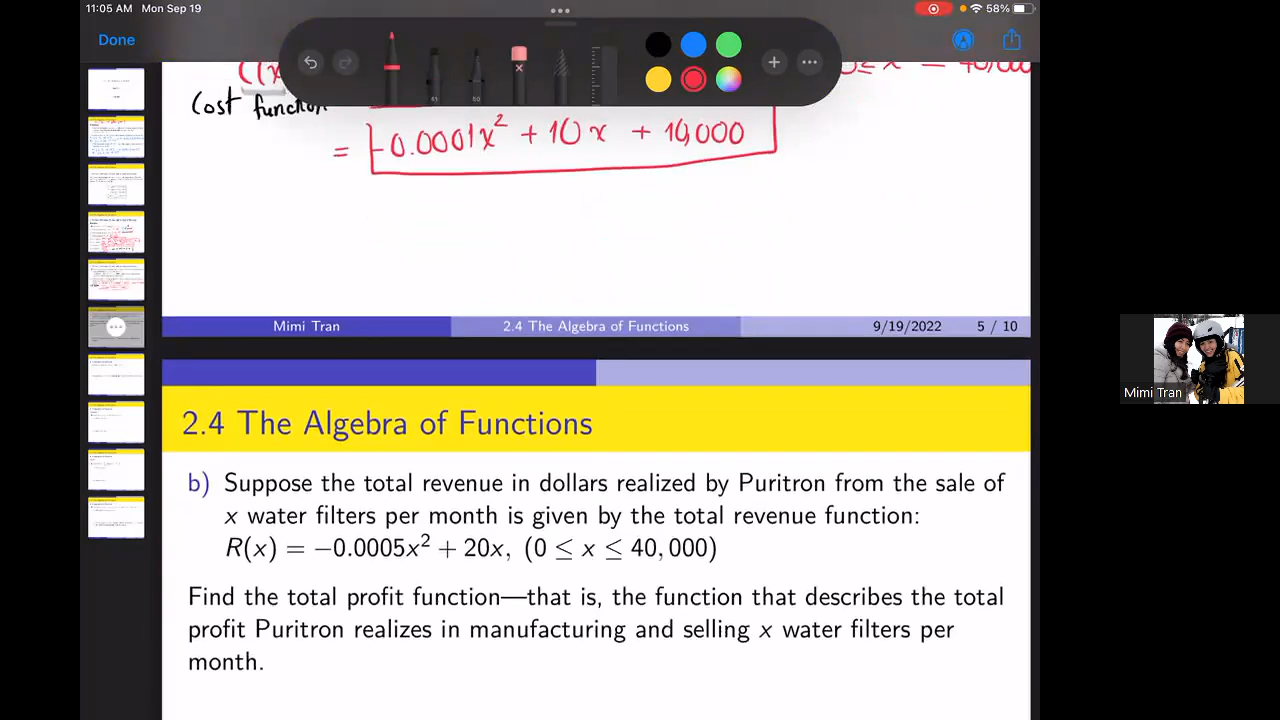 11:05 AM Mon Sep 19
58%
Done
Cost function
= -0.0001x² + 10x + 10,000
Mimi Tran
2.4 The Algebra of Functions
9/19/2022
5 / 10
2.4 The Algebra of Functions
b) Suppose the total revenue in dollars realized by Puritron from the sale of
x water filters per month is given by the total revenue function:
R(x) = −0.0005x² + 20x, (0 ≤ x ≤ 40, 000)
Find the total profit function—that is, the function that describes the total
profit Puritron realizes in manufacturing and selling x water filters per
month.
Mimi Tran